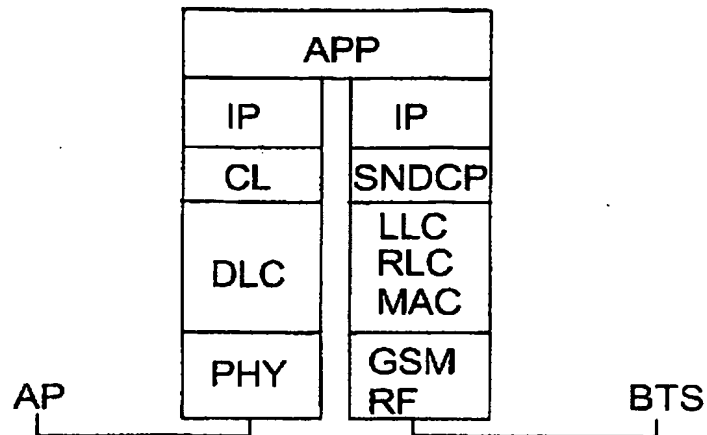 APP
IP IP
CL SNDCP
LLC
DLC RLC
MAC
PHY GSM
RF
AP BTS